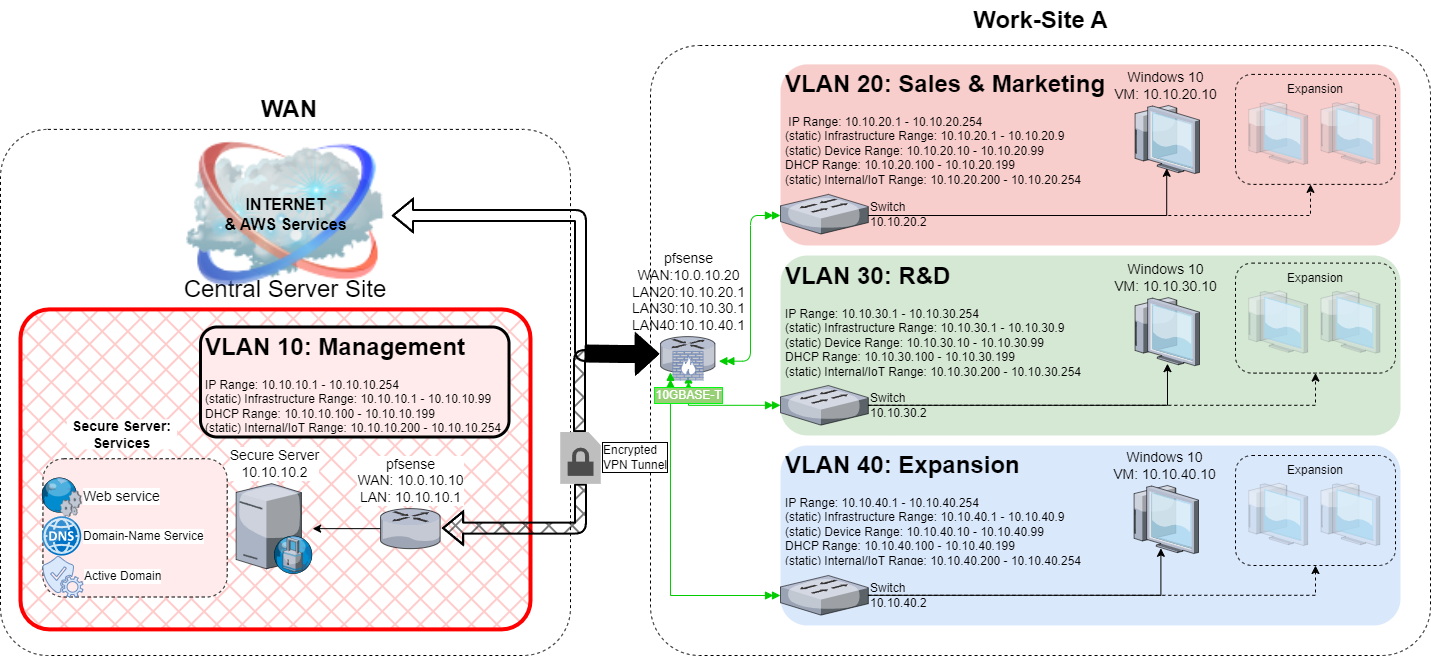 Work-Site A
WAN
INTERNET
& AWS Services
Central Server Site
VLAN 10: Management
IP Range: 10.10.10.1 - 10.10.10.254
(static) Infrastructure Range: 10.10.10.1 - 10.10.10.99
DHCP Range: 10.10.10.100 - 10.10.10.199
(static) Internal/IoT Range: 10.10.10.200 - 10.10.10.254
Secure Server:
Services
Web service
DNS
Domain-Name Service
Active Domain
Secure Server
10.10.10.2
pfsense
WAN: 10.0.10.10
LAN: 10.10.10.1
Encrypted
VPN Tunnel
pfsense
WAN:10.0.10.20
LAN20:10.10.20.1
LAN30:10.10.30.1
LAN40:10.10.40.1
10GBASE-T
VLAN 20: Sales & Marketing
IP Range: 10.10.20.1 - 10.10.20.254
(static) Infrastructure Range: 10.10.20.1 - 10.10.20.9
(static) Device Range: 10.10.20.10 - 10.10.20.99
DHCP Range: 10.10.20.100 - 10.10.20.199
(static) Internal/IoT Range: 10.10.20.200 - 10.10.20.254
Switch
10.10.20.2
Windows 10
VM: 10.10.20.10
Expansion
VLAN 30: R&D
IP Range: 10.10.30.1 - 10.10.30.254
(static) Infrastructure Range: 10.10.30.1 - 10.10.30.9
(static) Device Range: 10.10.30.10 - 10.10.30.99
DHCP Range: 10.10.30.100 - 10.10.30.199
(static) Internal/IoT Range: 10.10.30.200 - 10.10.30.254
Switch
10.10.30.2
Windows 10
VM: 10.10.30.10
Expansion
VLAN 40: Expansion
IP Range: 10.10.40.1 - 10.10.40.254
(static) Infrastructure Range: 10.10.40.1 - 10.10.40.9
(static) Device Range: 10.10.40.10 - 10.10.40.99
DHCP Range: 10.10.40.100 - 10.10.40.199
(static) Internal/IoT Range: 10.10.40.200 - 10.10.40.254
Switch
10.10.40.2
Windows 10
VM: 10.10.40.10
Expansion